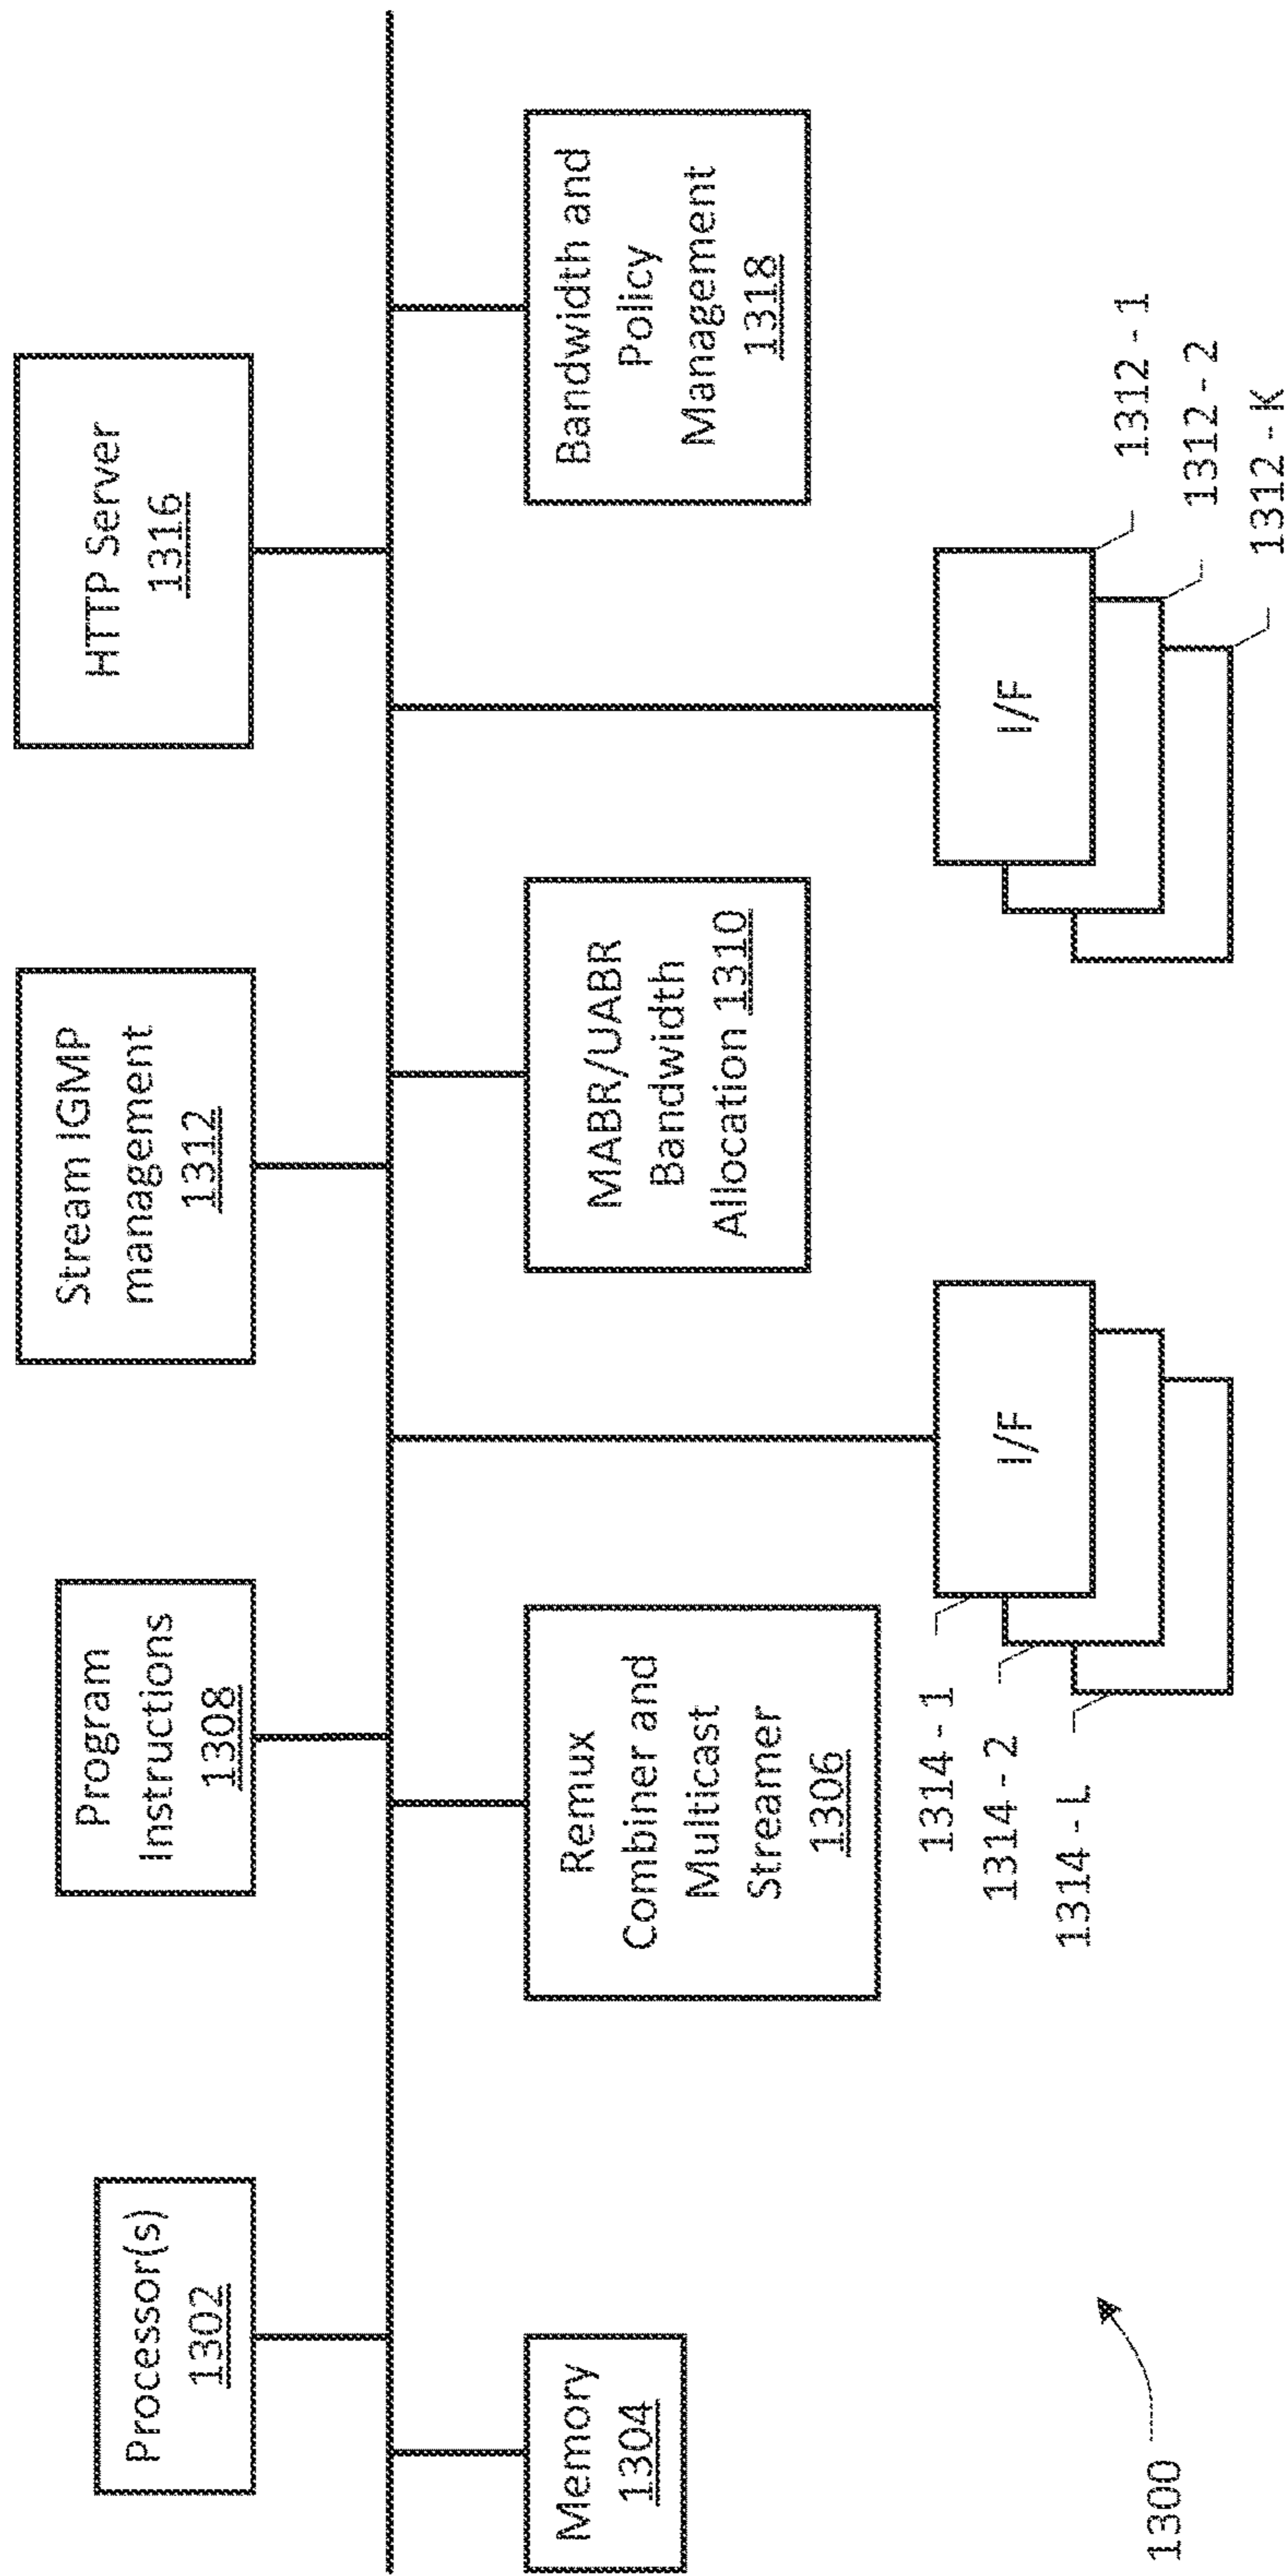 Processor(s)
1302
Program
Instructions
1308
Stream IGMP
management
1312
HTTP Server
1316
Memory
1304
Remux
Combiner and
Multicast
Streamer
1306
MABR/UABR
Bandwidth
Allocation 1310
Bandwidth and
Policy
Management
1318
I/F
1314 - 1
1314 - 2
1314 - L
I/F
1312 - 1
1312 - 2
1312 - K
1300